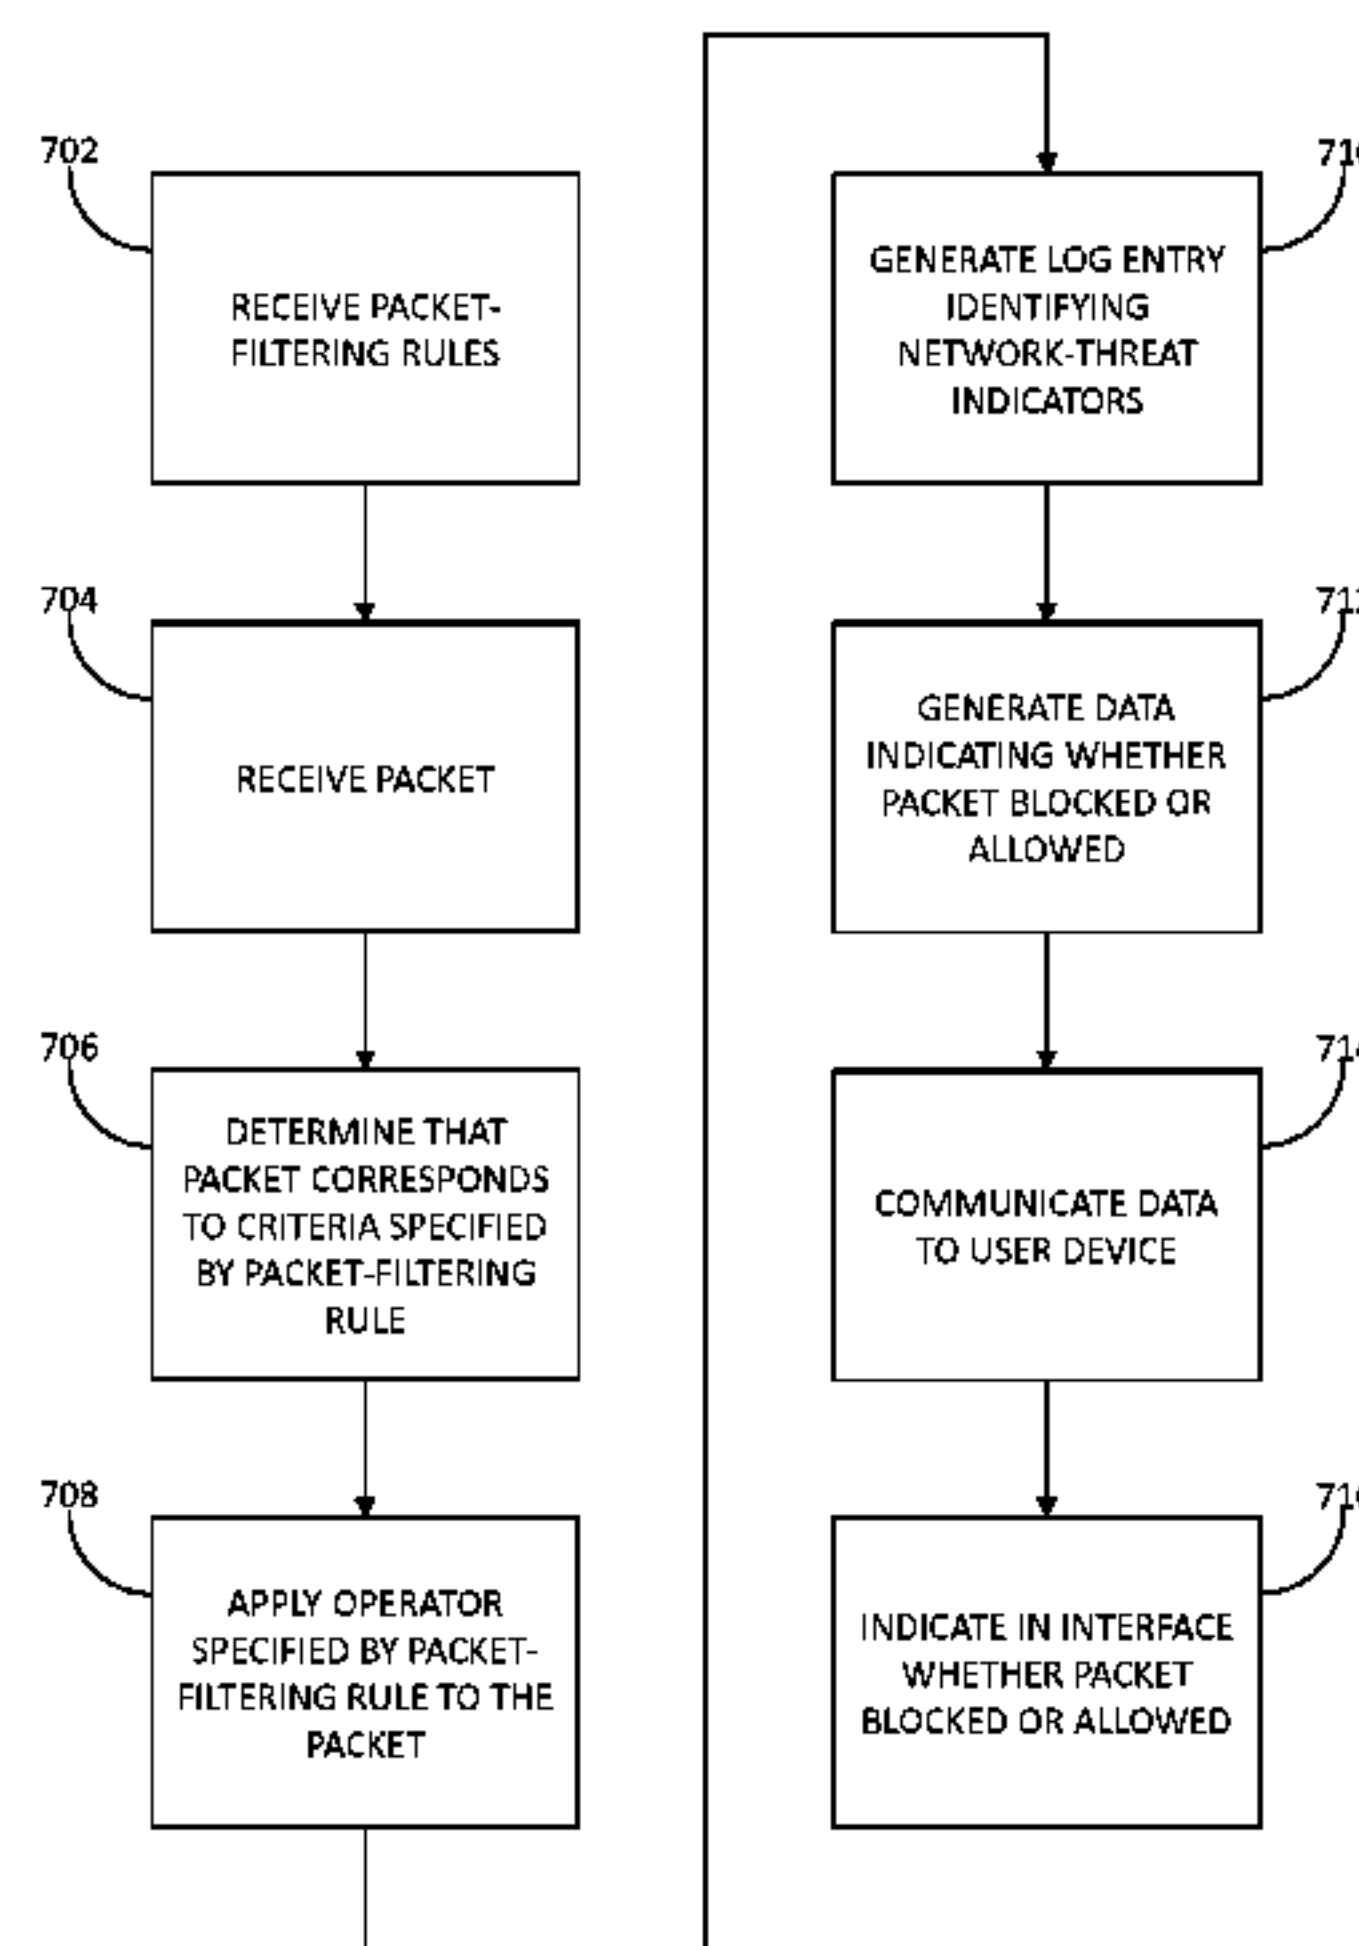 702
RECEIVE PACKET-
FILTERING RULES
704
RECEIVE PACKET
706
DETERMINE THAT
PACKET CORRESPONDS
TO CRITERIA SPECIFIED
BY PACKET-FILTERING
RULE
708
APPLY OPERATOR
SPECIFIED BY PACKET-
FILTERING RULE TO THE
PACKET
GENERATE LOG ENTRY
IDENTIFYING
NETWORK-THREAT
INDICATORS
GENERATE DATA
INDICATING WHETHER
PACKET BLOCKED OR
ALLOWED
COMMUNICATE DATA
TO USER DEVICE
INDICATE IN INTERFACE
WHETHER PACKET
BLOCKED OR ALLOWED